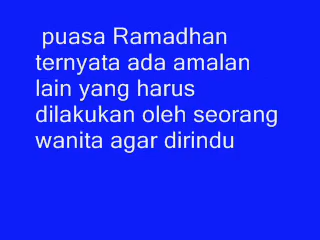 puasa Ramadhan
ternyata ada amalan
lain yang harus
dilakukan oleh seorang
wanita agar dirindu